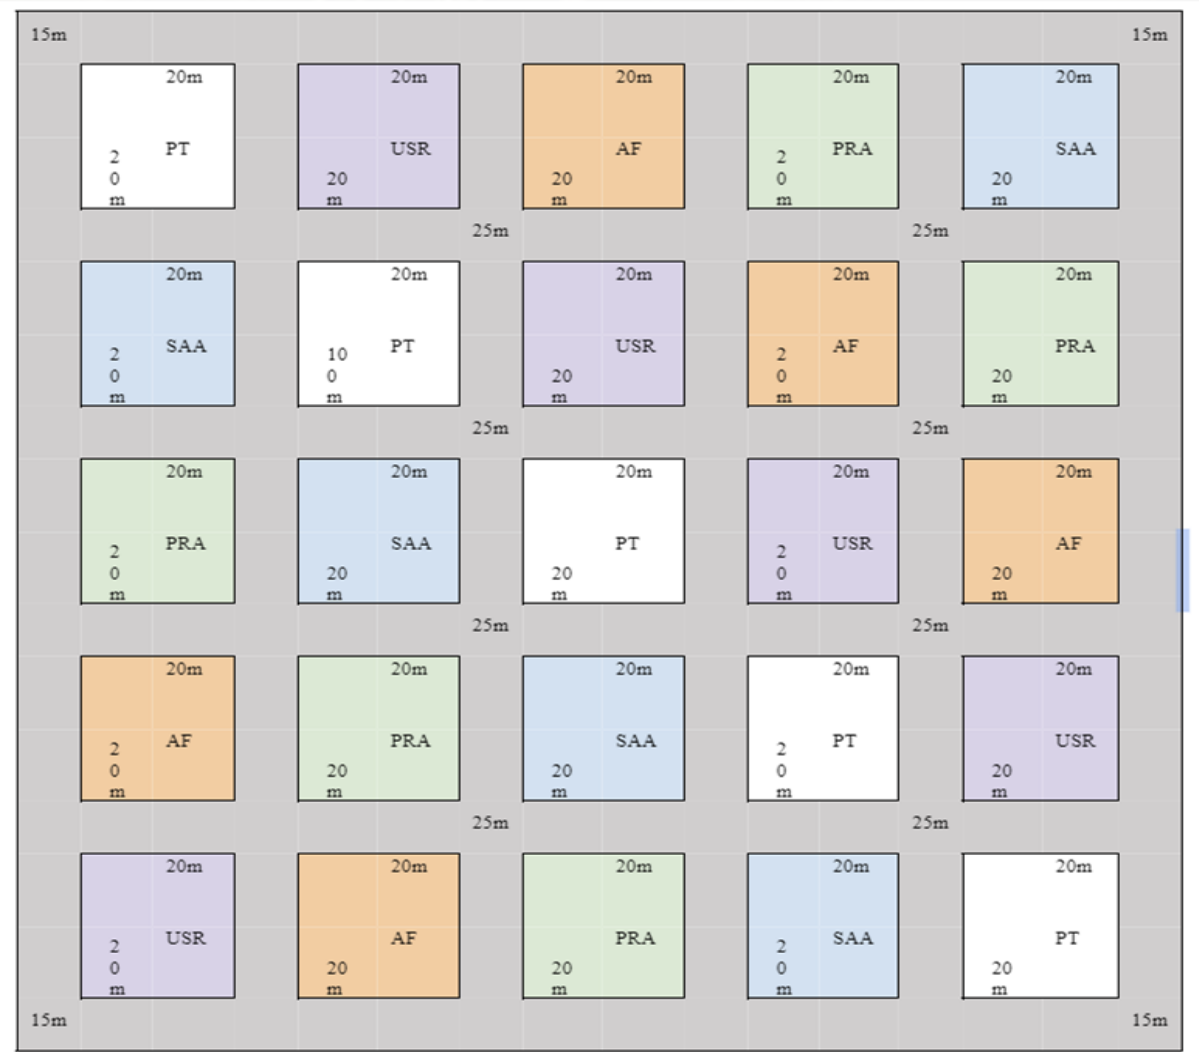 15m 15m
20m 20m 20m 20m 20m
PT USR AF PRA SAA
2 2
0 20 20 0 20
m m m m m
25m 25m
20m 20m 20m 20m 20m
SAA PT USR AF PRA
2 10 2
0 0 20 0 20
m m m m m
25m 25m
20m 20m 20m 20m 20m
PRA SAA PT USR AF
2 2
0 20 20 0 20
m m m m m
25m 25m
20m 20m 20m 20m 20m
AF PRA SAA PT USR
2 2
0 20 20 0 20
m m m m m
25m 25m
20m 20m 20m 20m 20m
USR AF PRA SAA PT
2 2
0 20 20 0 20
m m m m m
15m 15m